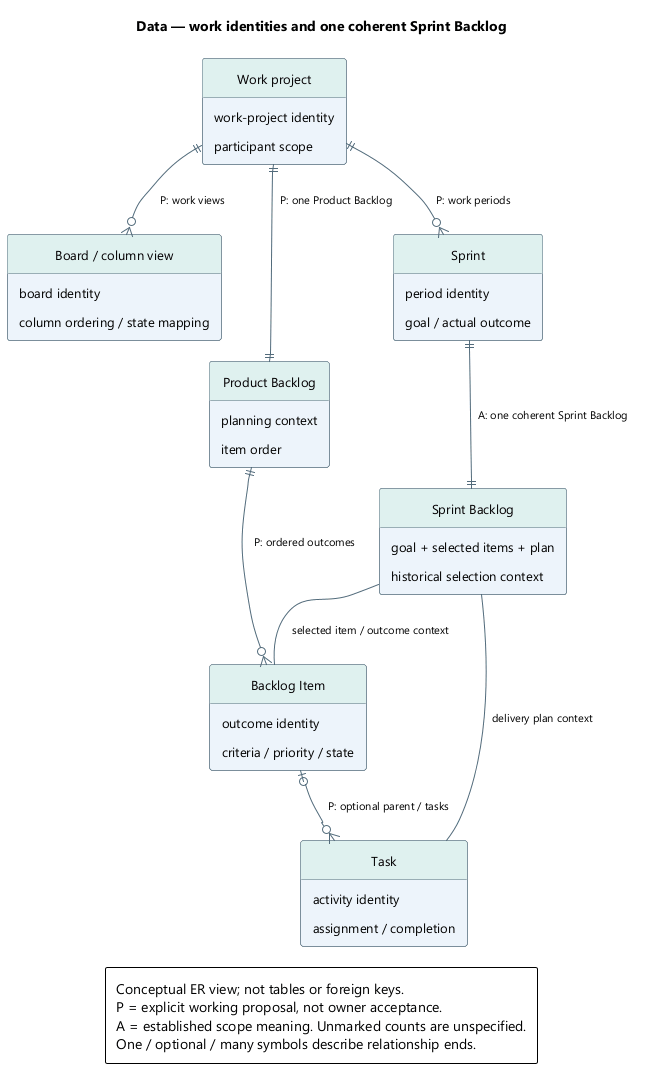 Data — work identities and one coherent Sprint Backlog
Work project
work-project identity
participant scope
P: work views
P: one Product Backlog
P: work periods
Board / column view
board identity
column ordering / state mapping
Sprint
period identity
goal / actual outcome
Product Backlog
planning context
item order
A: one coherent Sprint Backlog
Sprint Backlog
goal + selected items + plan
historical selection context
P: ordered outcomes
selected item / outcome context
Backlog Item
outcome identity
criteria / priority / state
delivery plan context
P: optional parent / tasks
Task
activity identity
assignment / completion
Conceptual ER view; not tables or foreign keys.
P = explicit working proposal, not owner acceptance.
A = established scope meaning. Unmarked counts are unspecified.
One / optional / many symbols describe relationship ends.